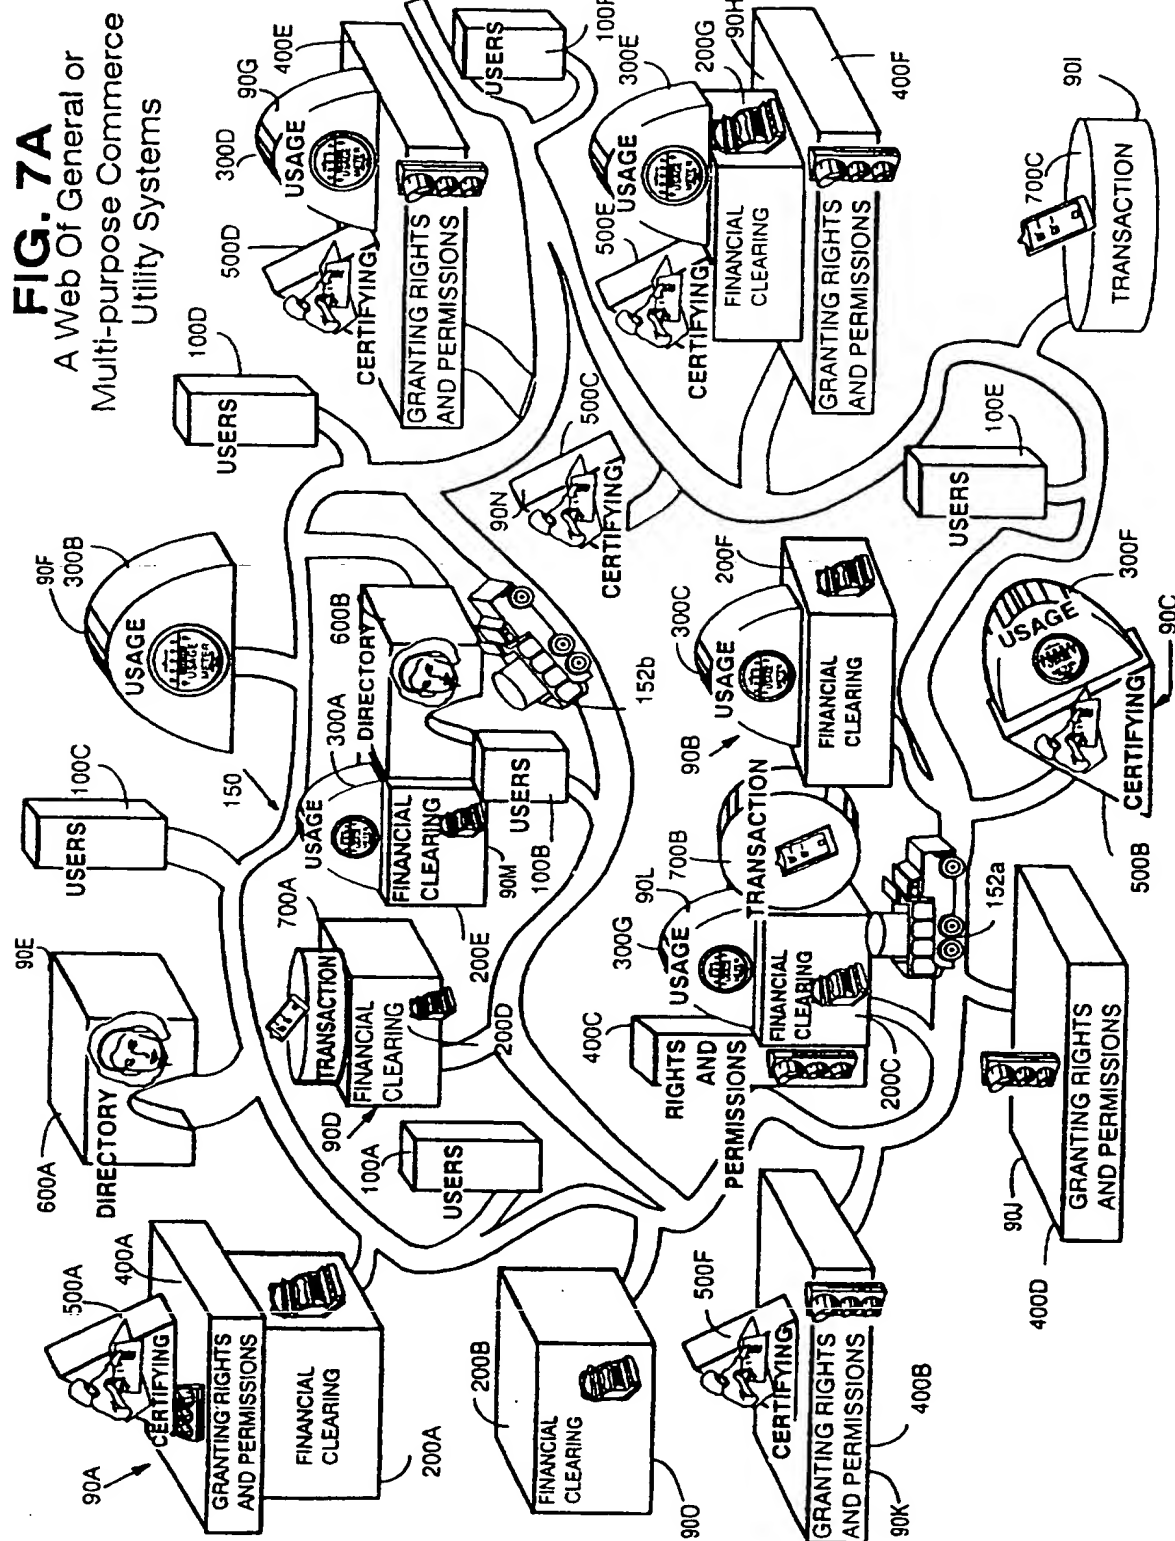 FIG. 7A
A Web Of General or
Multi-purpose Commerce
Utility Systems
90A
500A
400A
CERTIFYING
GRANTING RIGHTS
AND PERMISSIONS
FINANCIAL
CLEARING
200A
600A
90E
DIRECTORY
100C
USERS
150
90F
300B
USAGE
USAGE
METER
100D
USERS
500D
300D
90G
400E
USAGE
USAGE
METER
CERTIFYING
GRANTING RIGHTS
AND PERMISSIONS
USERS
90D
700A
TRANSACTION
FINANCIAL
CLEARING
200D
100A
USERS
300A
USAGE
DIRECTORY
600B
FINANCIAL
CLEARING
200E
90M
USERS
100B
152b
90N
500C
CERTIFYING
500E
300E
200G
90H
USAGE
CERTIFYING
FINANCIAL
CLEARING
GRANTING RIGHTS
AND PERMISSIONS
400F
200B
FINANCIAL
CLEARING
90O
400C
RIGHTS
AND
PERMISSIONS
300G
90L
700B
USAGE
TRANSACTION
FINANCIAL
CLEARING
200C
152a
90B
300C
200F
USAGE
FINANCIAL
CLEARING
100E
USERS
90I
700C
TRANSACTION
500F
CERTIFYING
GRANTING RIGHTS
AND PERMISSIONS
90K
400B
90J
GRANTING RIGHTS
AND PERMISSIONS
400D
USAGE
300F
CERTIFYING
500B
90C